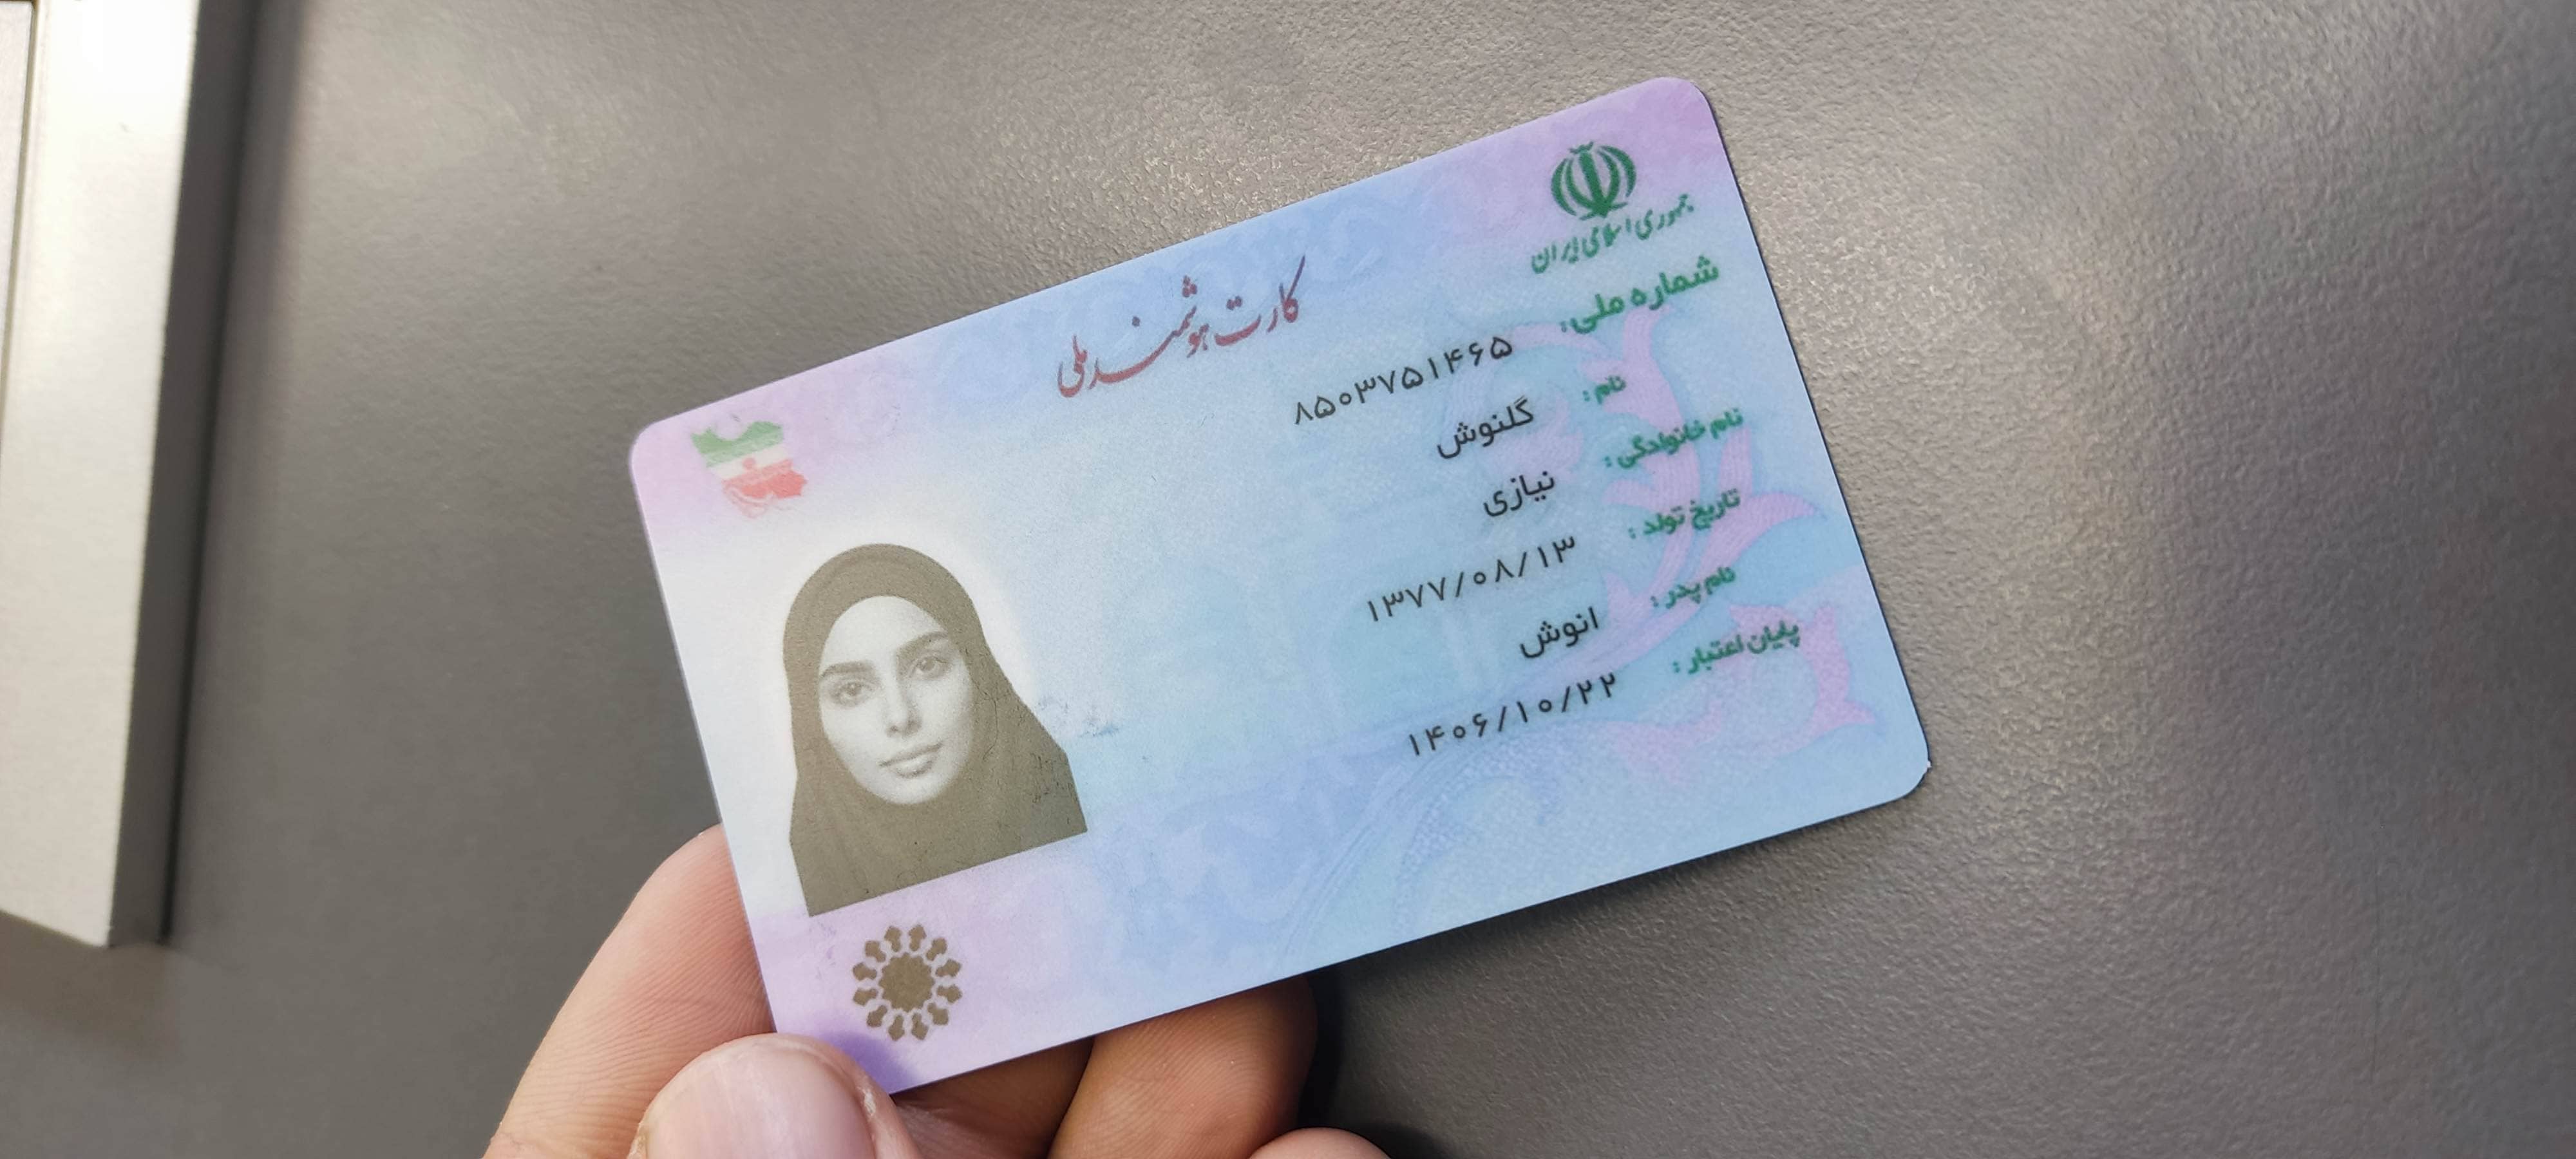 جمهوری اسلامی ایران
کارت هوشمند ملی
شماره ملی:
۸۵۰۳۷۵۱۴۶۵
نام :
گلنوش
نام خانوادگی :
نیازی
تاریخ تولد :
۱۳۷۷/۰۸/۱۳
نام پدر :
انوش
پایان اعتبار :
۱۴۰۶/۱۰/۲۲